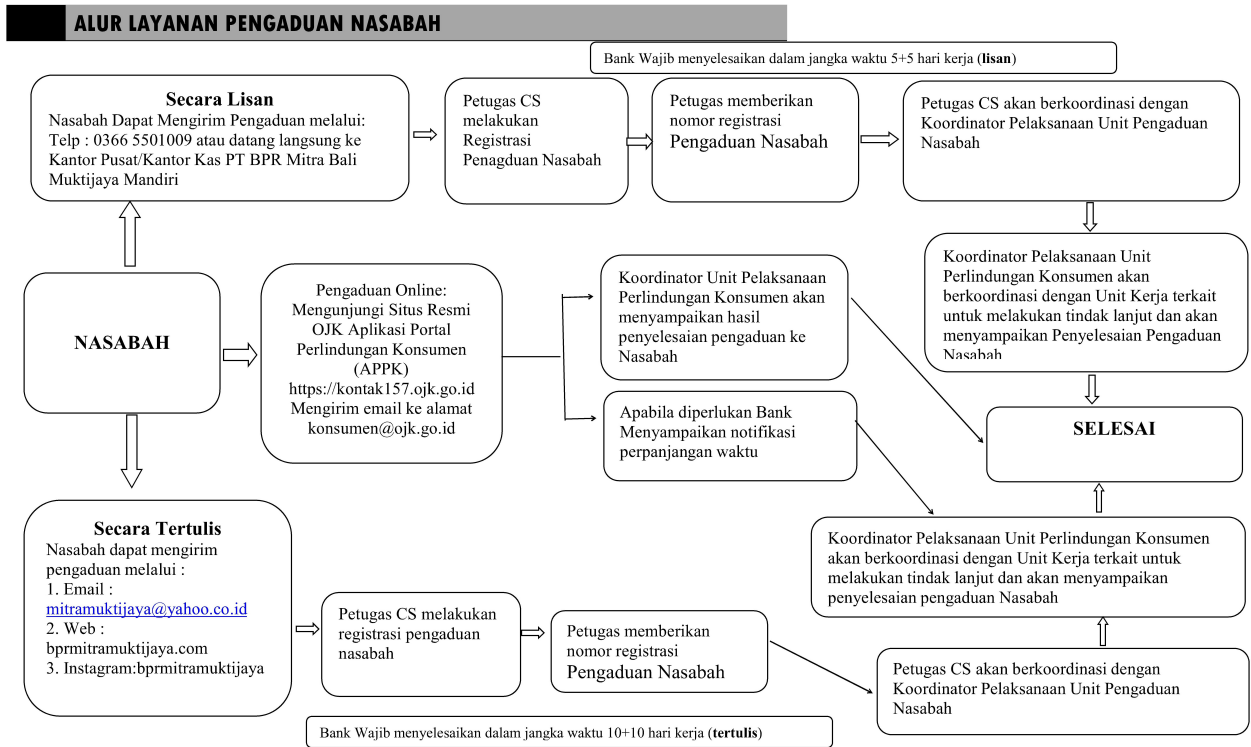 ALUR LAYANAN PENGADUAN NASABAH
Bank Wajib menyelesaikan dalam jangka waktu 5+5 hari kerja (lisan)
Secara Lisan
Nasabah Dapat Mengirim Pengaduan melalui:
Telp : 0366 5501009 atau datang langsung ke
Kantor Pusat/Kantor Kas PT BPR Mitra Bali
Muktijaya Mandiri
Petugas CS
melakukan
Registrasi
Penagduan Nasabah
Petugas memberikan
nomor registrasi
Pengaduan Nasabah
Petugas CS akan berkoordinasi dengan
Koordinator Pelaksanaan Unit Pengaduan
Nasabah
Koordinator Pelaksanaan Unit
Perlindungan Konsumen akan
berkoordinasi dengan Unit Kerja terkait
untuk melakukan tindak lanjut dan akan
menyampaikan Penyelesaian Pengaduan
Nasabah
NASABAH
Pengaduan Online:
Mengunjungi Situs Resmi
OJK Aplikasi Portal
Perlindungan Konsumen
(APPK)
https://kontak157.ojk.go.id
Mengirim email ke alamat
konsumen@ojk.go.id
Koordinator Unit Pelaksanaan
Perlindungan Konsumen akan
menyampaikan hasil
penyelesaian pengaduan ke
Nasabah
Apabila diperlukan Bank
Menyampaikan notifikasi
perpanjangan waktu
SELESAI
Secara Tertulis
Nasabah dapat mengirim
pengaduan melalui :
1. Email :
mitramuktijaya@yahoo.co.id
2. Web :
bprmitramuktijaya.com
3. Instagram:bprmitramuktijaya
Petugas CS melakukan
registrasi pengaduan
nasabah
Petugas memberikan
nomor registrasi
Pengaduan Nasabah
Petugas CS akan berkoordinasi dengan
Koordinator Pelaksanaan Unit Pengaduan
Nasabah
Koordinator Pelaksanaan Unit Perlindungan Konsumen
akan berkoordinasi dengan Unit Kerja terkait untuk
melakukan tindak lanjut dan akan menyampaikan
penyelesaian pengaduan Nasabah
Bank Wajib menyelesaikan dalam jangka waktu 10+10 hari kerja (tertulis)